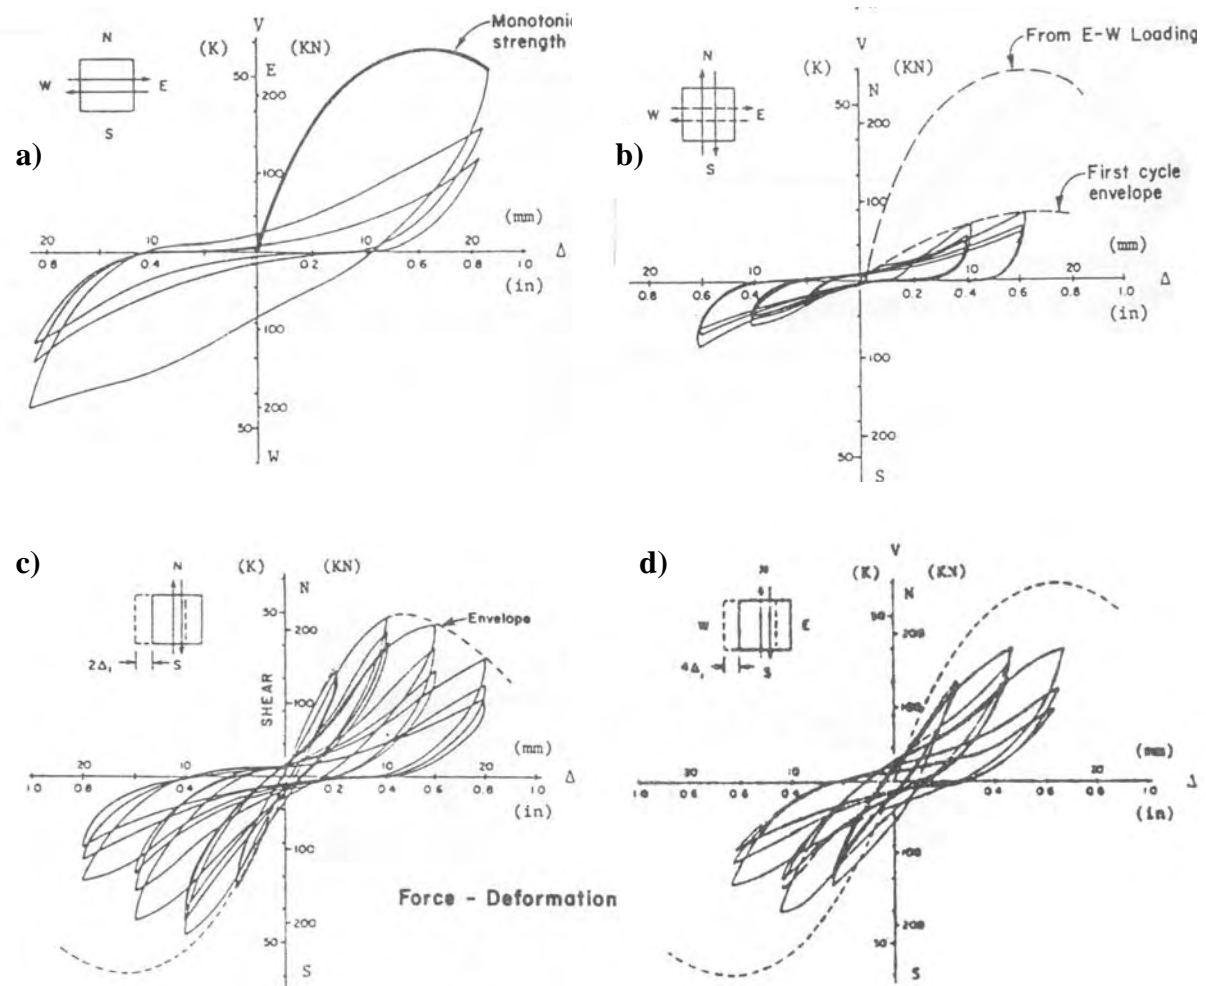 a)
V
N
(K) (KN)
Monotonic
strength
W E
S
E
50
200
100
(mm)
20 10 10 20
Δ
0.8 0.4 0.2 0.4 0.6 0.8 1.0
(in)
100
200
50
W
b)
V
(K) (KN)
From E-W Loading
N
N
50
200
W E
S
First cycle
envelope
100
(mm)
20 10 10 20
Δ
0.8 0.6 0.4 0.2 0.4 0.6 0.8 1.0
(in)
100
200
50
S
c)
N
(K) (KN)
N
50
200
Envelope
2Δ₁ S
SHEAR
100
(mm)
20 10 10 20
Δ
1.0 0.8 0.6 0.4 0.2 0.4 0.6 0.8 1.0
(in)
100
Force - Deformation
200
50
S
d)
V
(K) (KN)
N
50
200
W E
4Δ₁ S
100
(mm)
Δ
(in)
100
200
50
S